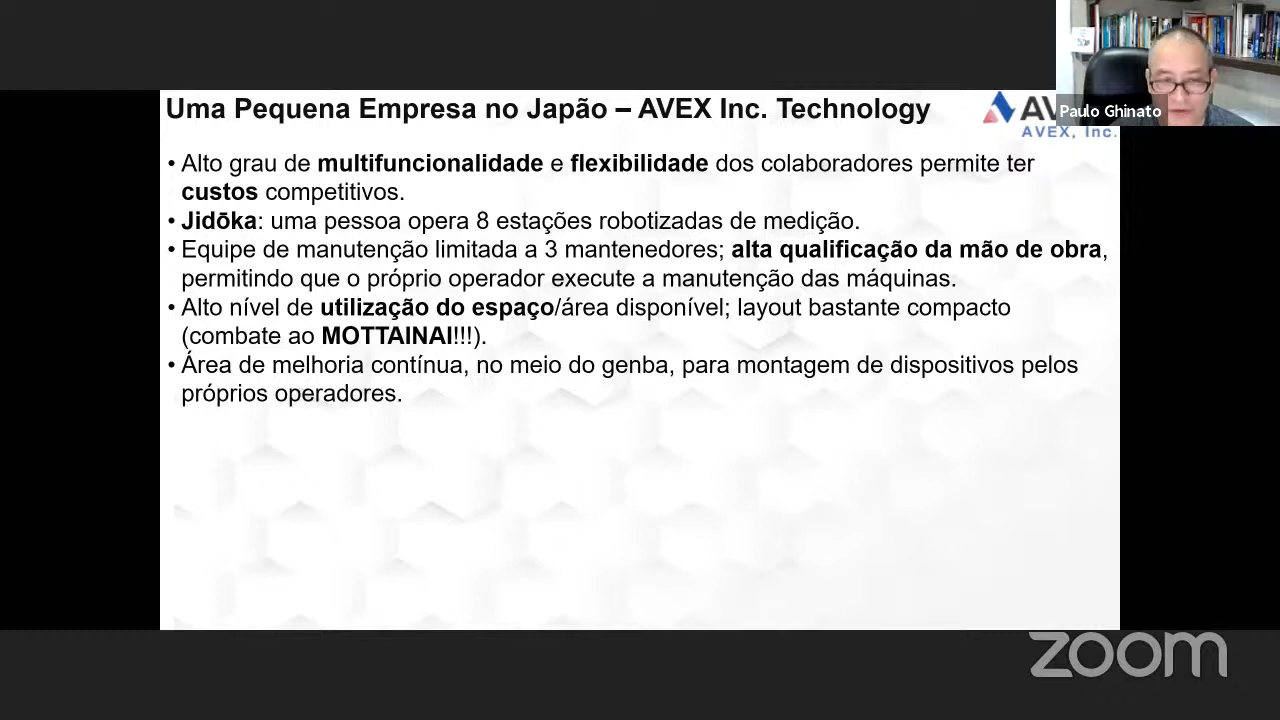 Uma Pequena Empresa no Japão – AVEX Inc. Technology
AV
AVEX, Inc.
Paulo Ghinato
• Alto grau de multifuncionalidade e flexibilidade dos colaboradores permite ter
custos competitivos.
• Jidōka: uma pessoa opera 8 estações robotizadas de medição.
• Equipe de manutenção limitada a 3 mantenedores; alta qualificação da mão de obra,
permitindo que o próprio operador execute a manutenção das máquinas.
• Alto nível de utilização do espaço/área disponível; layout bastante compacto
(combate ao MOTTAINAI!!!).
• Área de melhoria contínua, no meio do genba, para montagem de dispositivos pelos
próprios operadores.
zoom